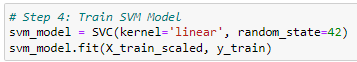 # Step 4: Train SVM Model
svm_model = SVC(kernel='linear', random_state=42)
svm_model.fit(X_train_scaled, y_train)